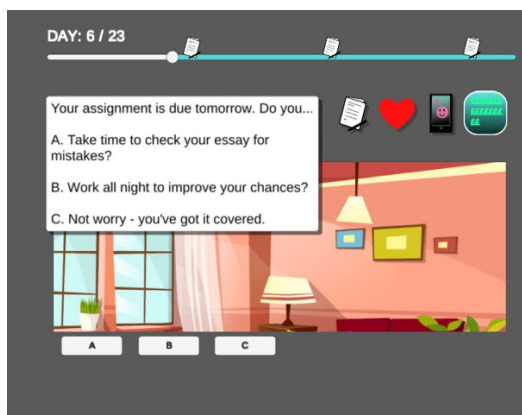 DAY: 6 / 23
Your assignment is due tomorrow. Do you...
A. Take time to check your essay for
mistakes?
B. Work all night to improve your chances?
C. Not worry - you've got it covered.
A
B
C